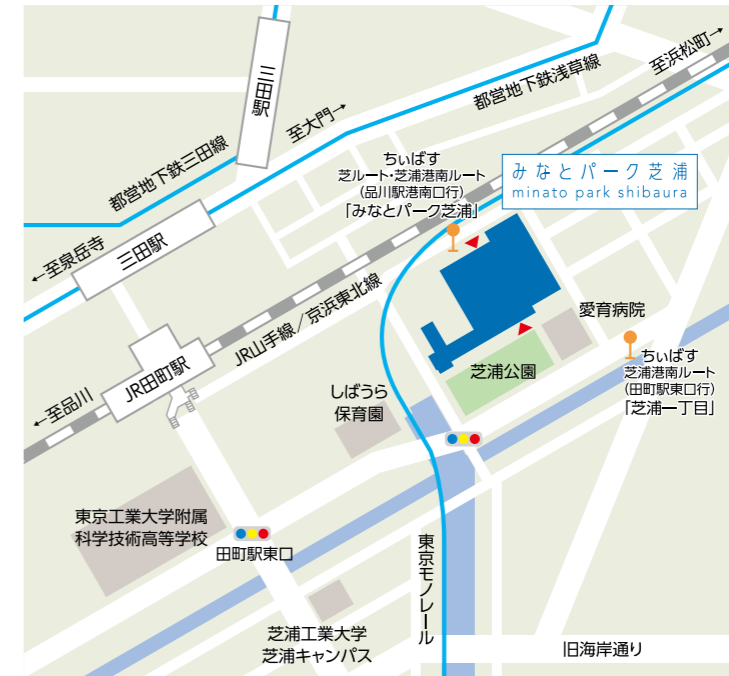 三田駅
都営地下鉄三田線
至大門→
都営地下鉄浅草線
至浜松町→
←至泉岳寺
三田駅
ちぃばす
芝ルート・芝浦港南ルート
(品川駅港南口行)
「みなとパーク芝浦」
みなとパーク芝浦
minato park shibaura
JR山手線/京浜東北線
←至品川
JR田町駅
愛育病院
芝浦公園
ちぃばす
芝浦港南ルート
(田町駅東口行)
「芝浦一丁目」
しばうら
保育園
東京工業大学附属
科学技術高等学校
田町駅東口
東京モノレール
芝浦工業大学
芝浦キャンパス
旧海岸通り